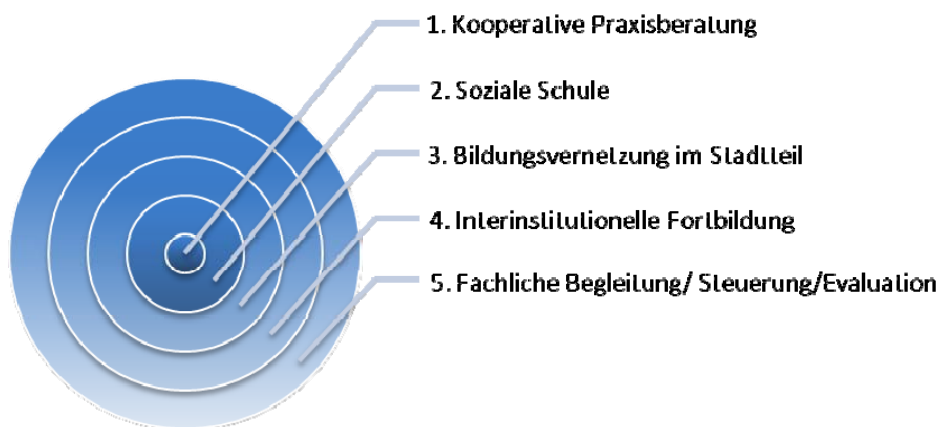 1. Kooperative Praxisberatung
2. Soziale Schule
3. Bildungsvernetzung im Stadtteil
4. Interinstitutionelle Fortbildung
5. Fachliche Begleitung/ Steuerung/Evaluation